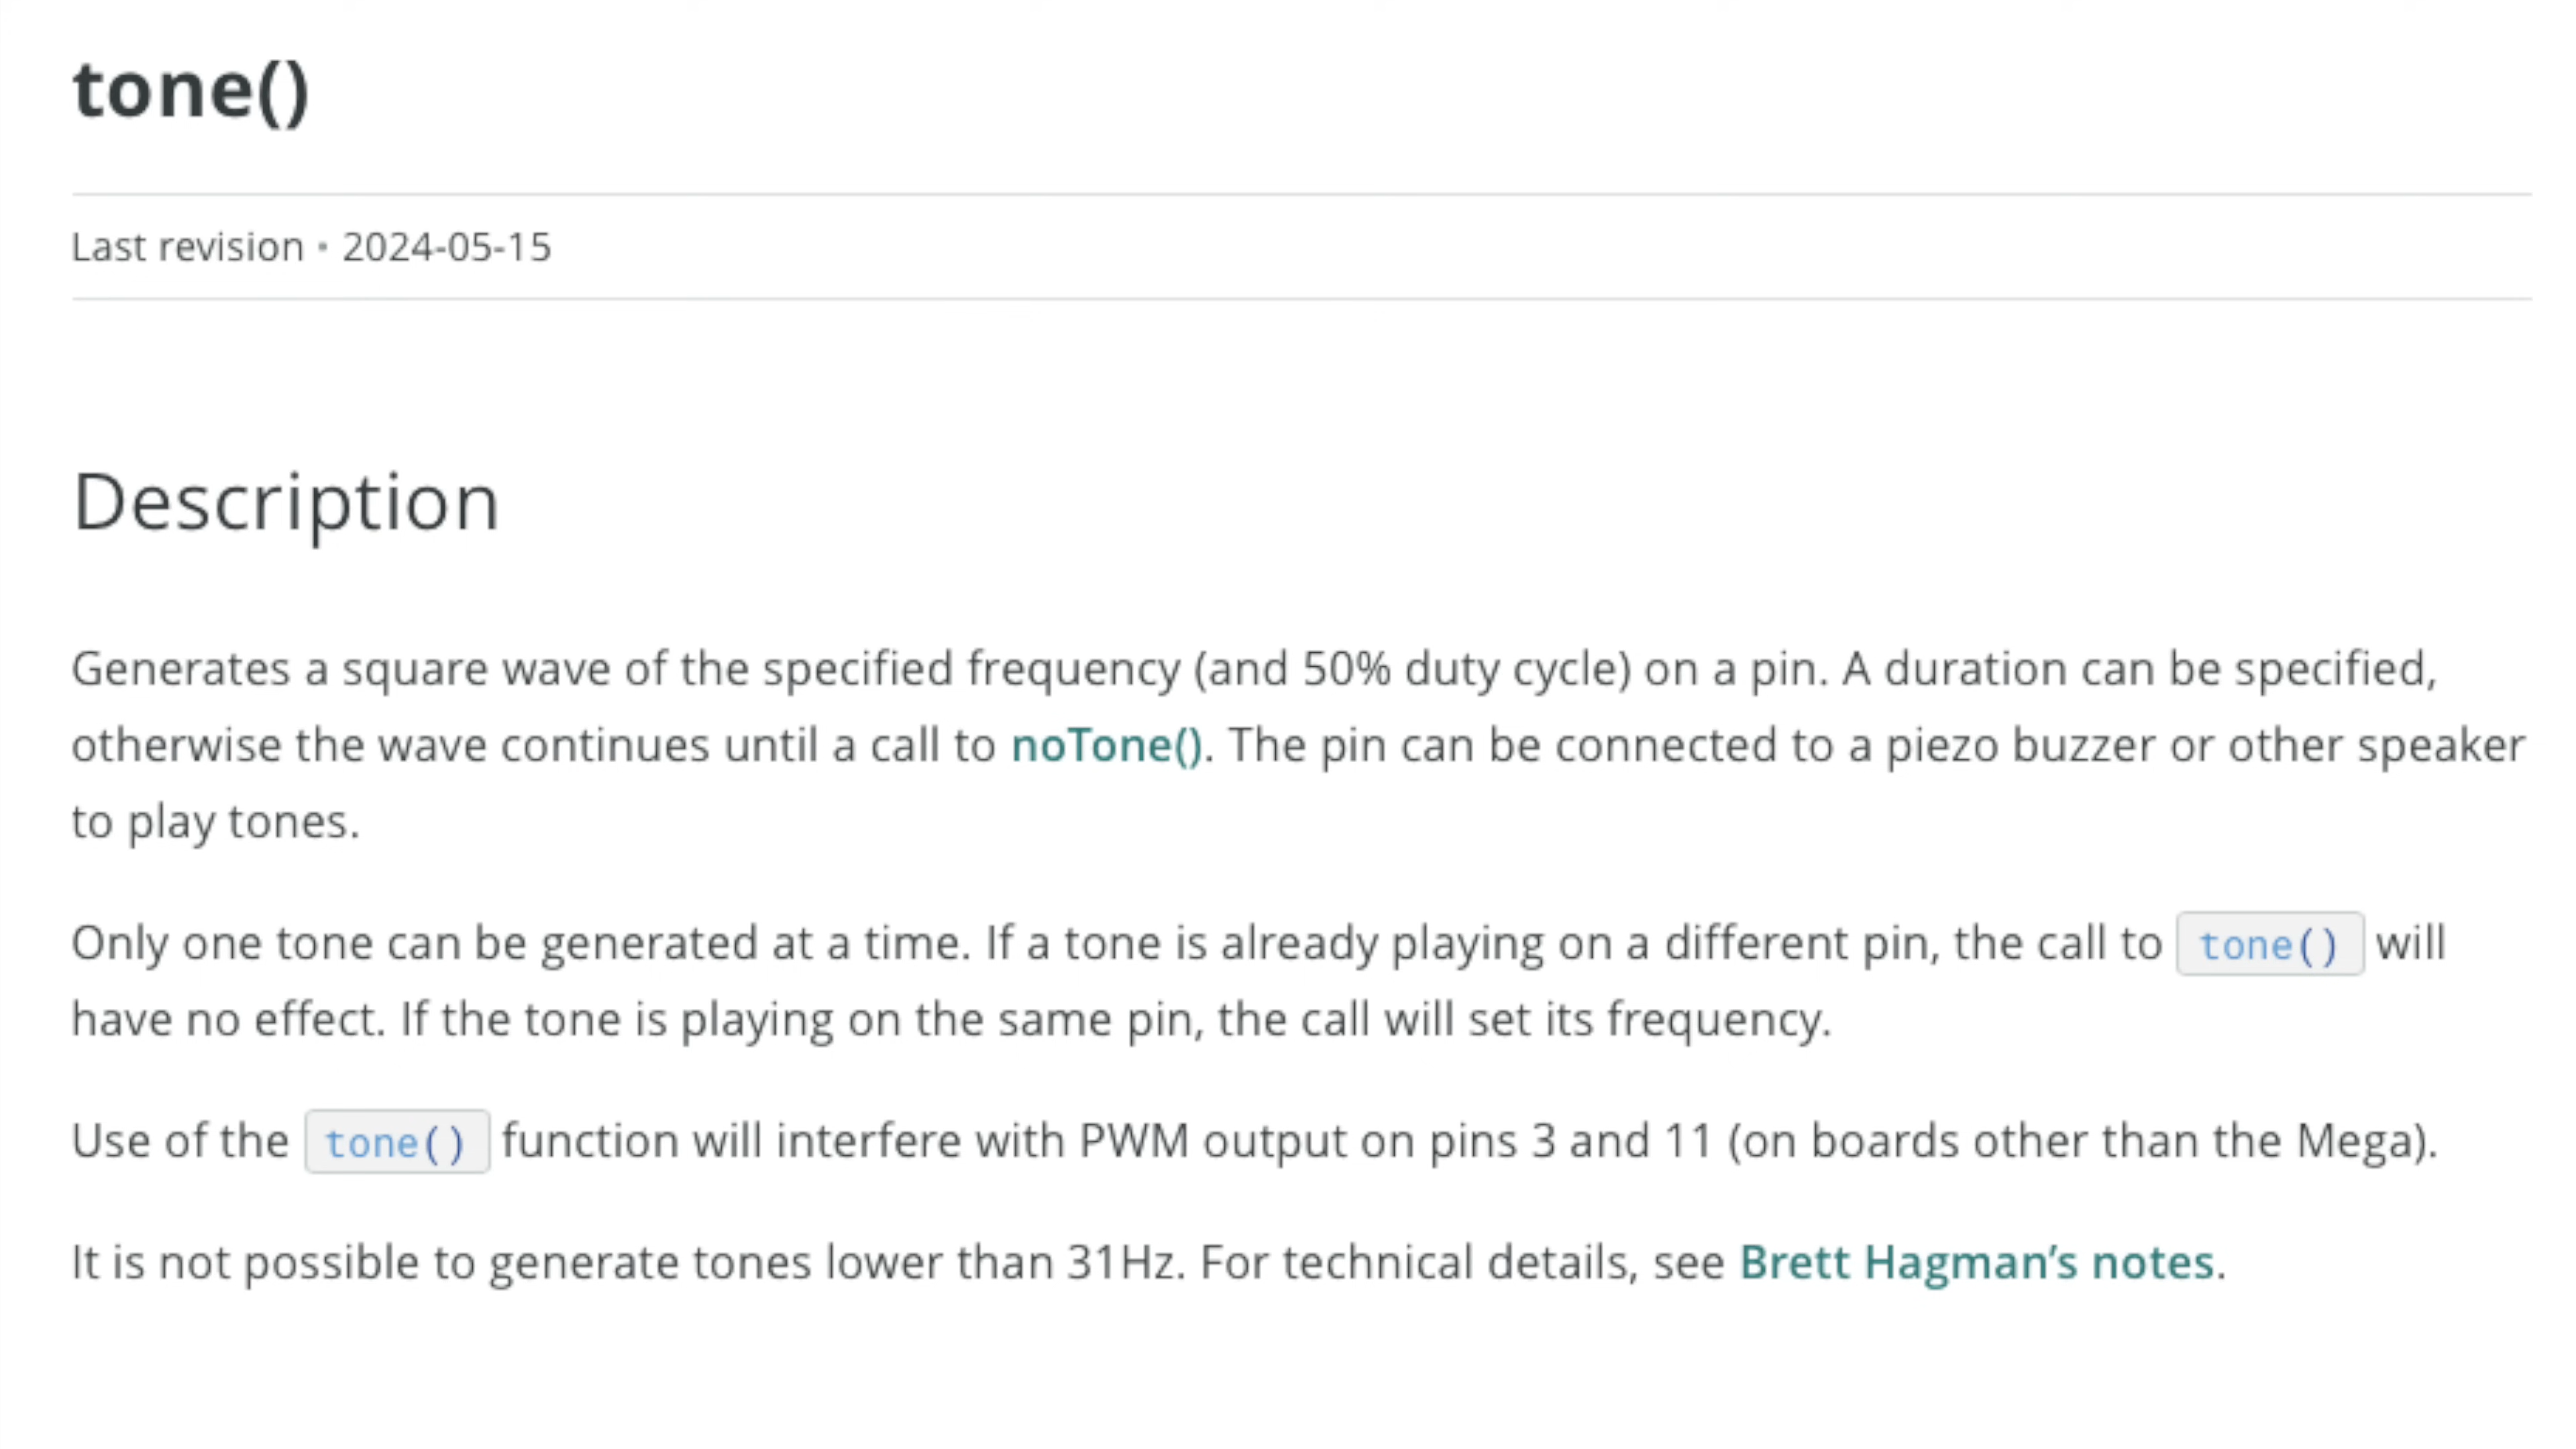 tone()
Last revision • 2024-05-15
Description
Generates a square wave of the specified frequency (and 50% duty cycle) on a pin. A duration can be specified,
otherwise the wave continues until a call to noTone(). The pin can be connected to a piezo buzzer or other speaker
to play tones.
Only one tone can be generated at a time. If a tone is already playing on a different pin, the call to tone() will
have no effect. If the tone is playing on the same pin, the call will set its frequency.
Use of the tone() function will interfere with PWM output on pins 3 and 11 (on boards other than the Mega).
It is not possible to generate tones lower than 31Hz. For technical details, see Brett Hagman’s notes.